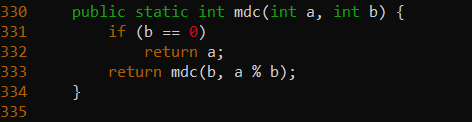 330     public static int mdc(int a, int b) {
331         if (b == 0)
332             return a;
333         return mdc(b, a % b);
334     }
335